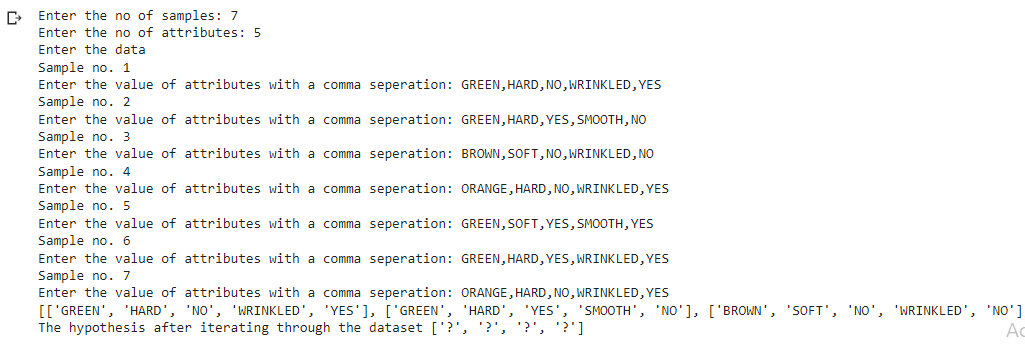 Enter the no of samples: 7
Enter the no of attributes: 5
Enter the data
Sample no. 1
Enter the value of attributes with a comma seperation: GREEN,HARD,NO,WRINKLED,YES
Sample no. 2
Enter the value of attributes with a comma seperation: GREEN,HARD,YES,SMOOTH,NO
Sample no. 3
Enter the value of attributes with a comma seperation: BROWN,SOFT,NO,WRINKLED,NO
Sample no. 4
Enter the value of attributes with a comma seperation: ORANGE,HARD,NO,WRINKLED,YES
Sample no. 5
Enter the value of attributes with a comma seperation: GREEN,SOFT,YES,SMOOTH,YES
Sample no. 6
Enter the value of attributes with a comma seperation: GREEN,HARD,YES,WRINKLED,YES
Sample no. 7
Enter the value of attributes with a comma seperation: ORANGE,HARD,NO,WRINKLED,YES
[['GREEN', 'HARD', 'NO', 'WRINKLED', 'YES'], ['GREEN', 'HARD', 'YES', 'SMOOTH', 'NO'], ['BROWN', 'SOFT', 'NO', 'WRINKLED', 'NO']
The hypothesis after iterating through the dataset ['?', '?', '?', '?']